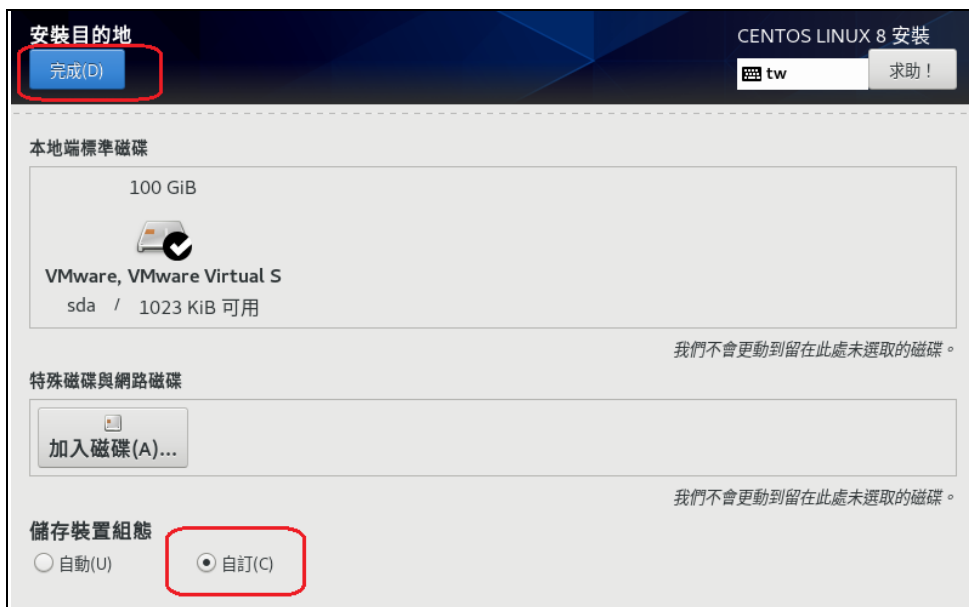 安裝目的地
CENTOS LINUX 8 安裝
完成(D)
tw
求助！
本地端標準磁碟
100 GiB
VMware, VMware Virtual S
sda / 1023 KiB 可用
我們不會更動到留在此處未選取的磁碟。
特殊磁碟與網路磁碟
加入磁碟(A)...
我們不會更動到留在此處未選取的磁碟。
儲存裝置組態
自動(U)
自訂(C)